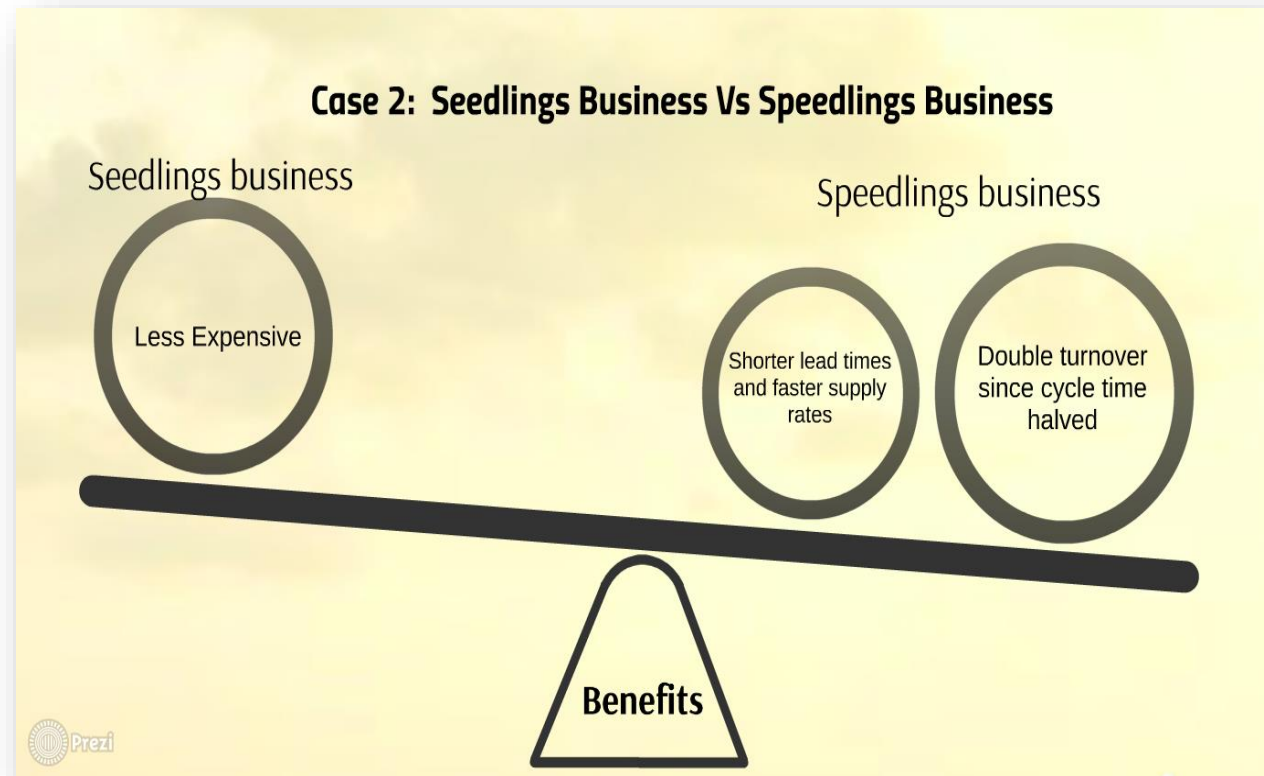 Case 2:  Seedlings Business Vs Speedlings Business
Seedlings business
Speedlings business
Less Expensive
Shorter lead times
and faster supply
rates
Double turnover
since cycle time
halved
Benefits
Prezi